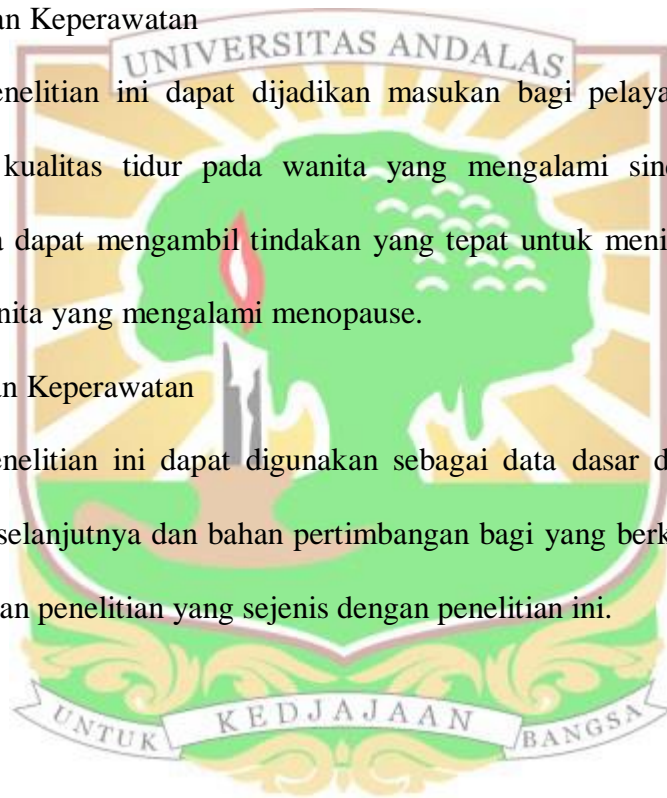 an Keperawatan
UNIVERSITAS ANDALAS
enelitian ini dapat dijadikan masukan bagi pelaya
kualitas tidur pada wanita yang mengalami sin
a dapat mengambil tindakan yang tepat untuk meni
nita yang mengalami menopause.
an Keperawatan
enelitian ini dapat digunakan sebagai data dasar d
selanjutnya dan bahan pertimbangan bagi yang berk
an penelitian yang sejenis dengan penelitian ini.
UNTUK KEDJAJAAN BANGSA